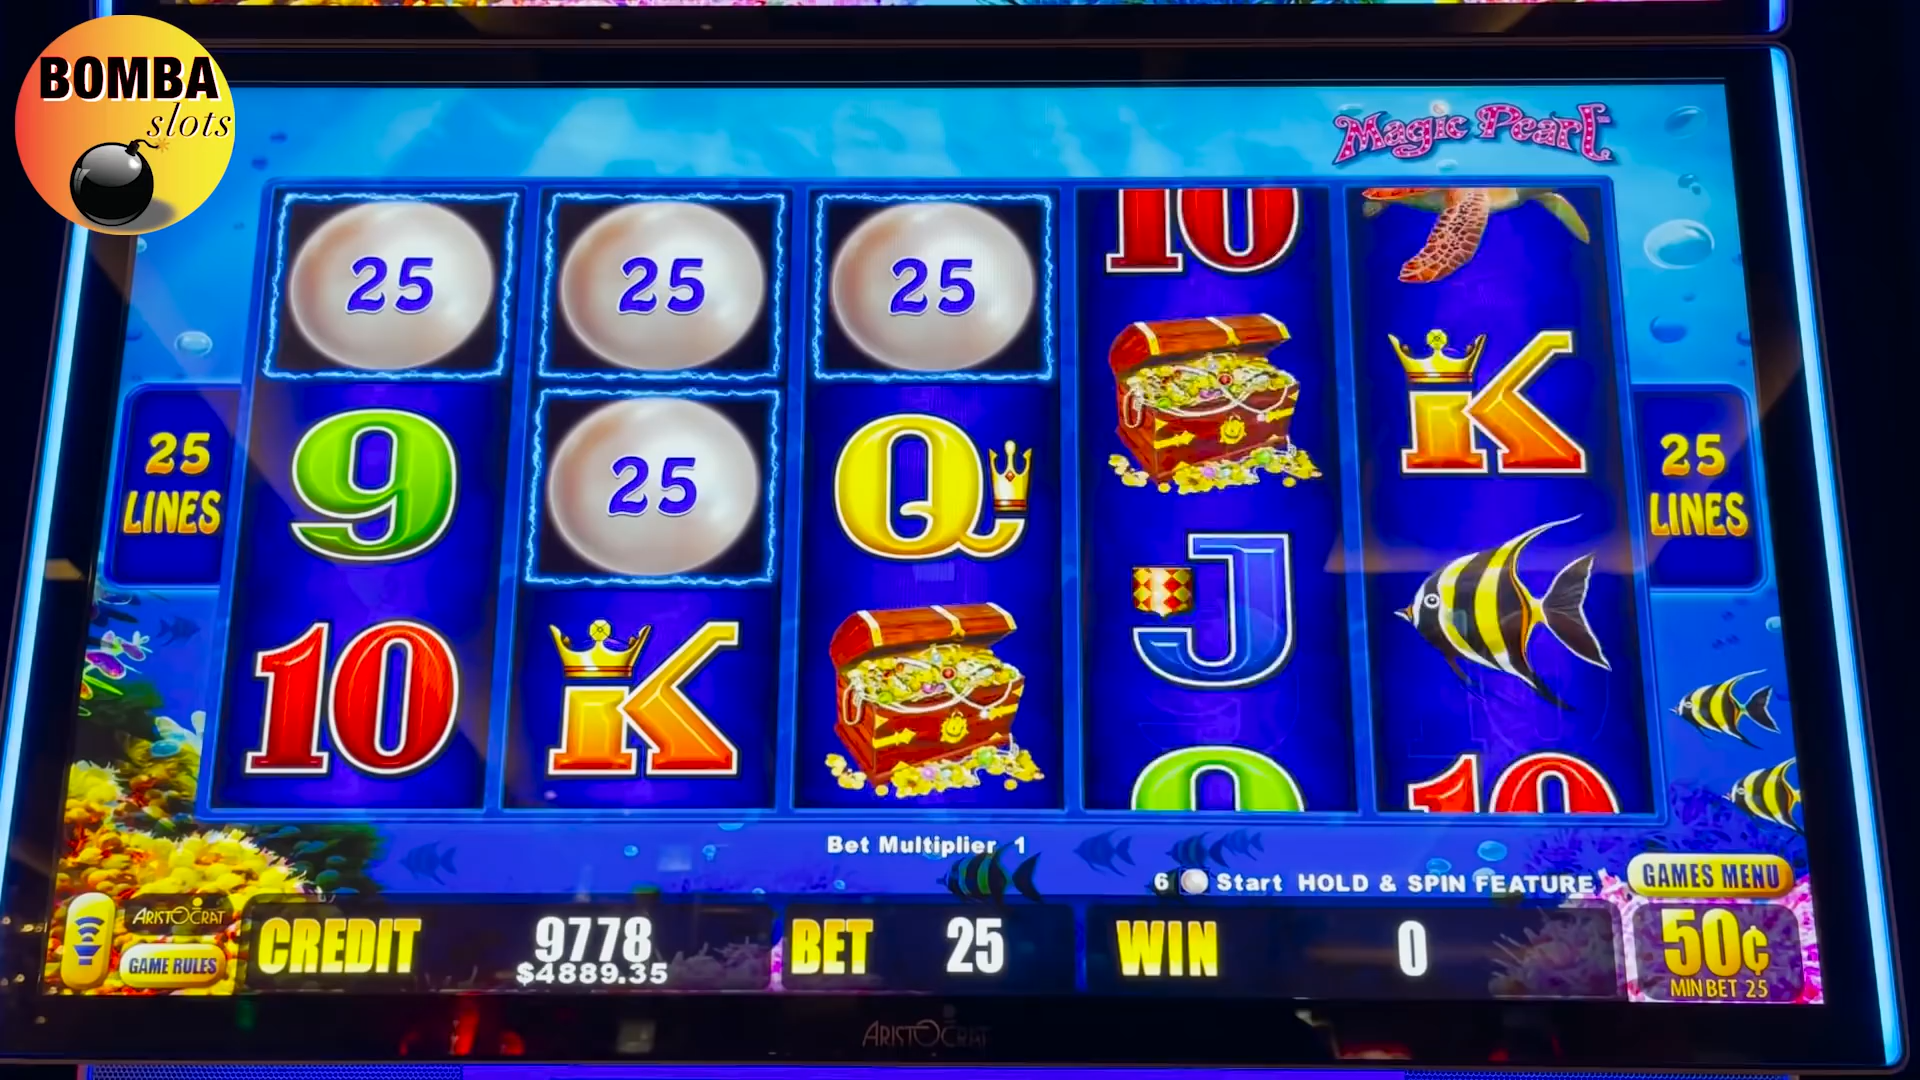 BOMBA
slots
Magic Pearl
25 25 25 10
25
LINES
9 25 Q K
25
LINES
10 K J
9 10
Bet Multiplier 1
6 Start HOLD & SPIN FEATURE
GAMES MENU
ARISTOCRAT
GAME RULES
CREDIT 9778
$4889.35
BET 25
WIN 0
50¢
MIN BET 25
ARISTOCRAT